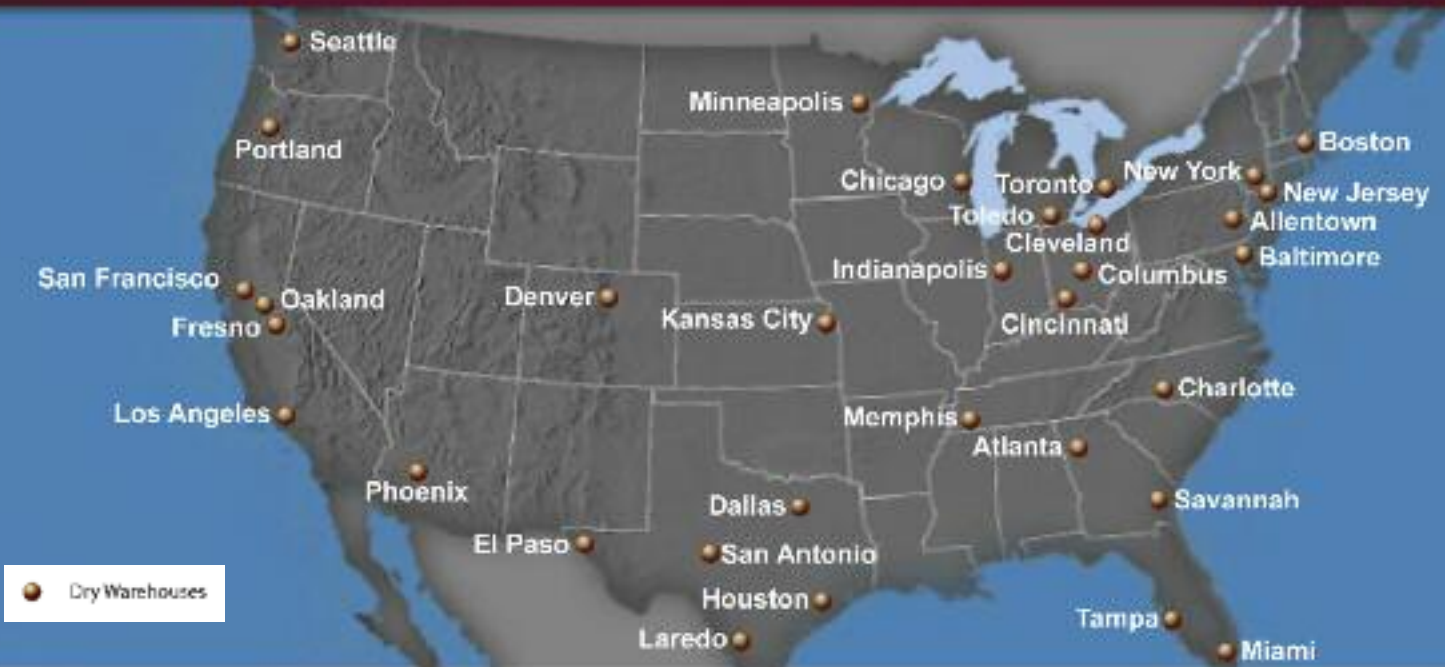 Seattle
Minneapolis
Portland
Boston
Chicago
Toronto
New York
New Jersey
Toledo
Allentown
Cleveland
Baltimore
Indianapolis
Columbus
San Francisco
Oakland
Denver
Kansas City
Fresno
Cincinnati
Los Angeles
Charlotte
Memphis
Atlanta
Phoenix
Dallas
Savannah
El Paso
San Antonio
Dry Warehouses
Houston
Tampa
Laredo
Miami